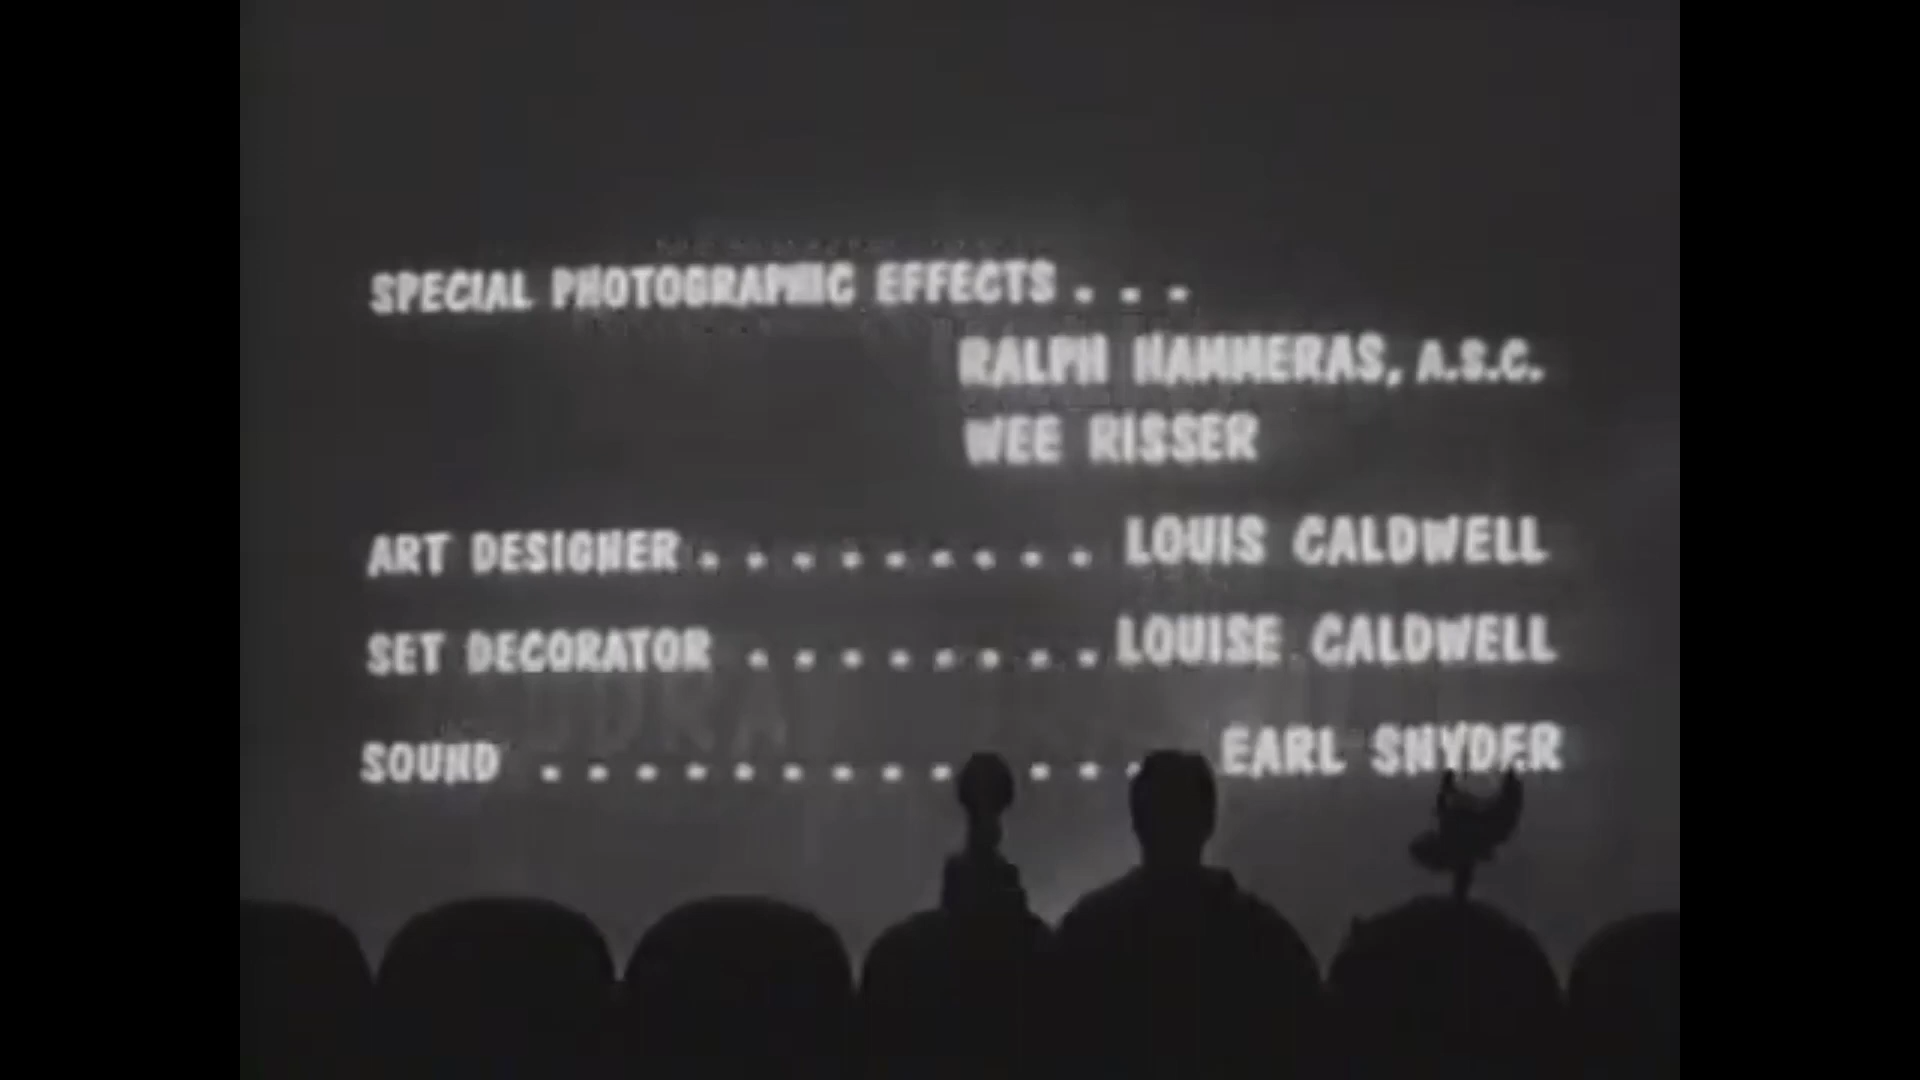 SPECIAL PHOTOGRAPHIC EFFECTS . . .
RALPH HAMMERAS, A.S.C.
WEE RISSER
ART DESIGNER . . . . . . . . . LOUIS CALDWELL
SET DECORATOR . . . . . . . . LOUISE CALDWELL
SOUND . . . . . . . . . . . . . EARL SNYDER